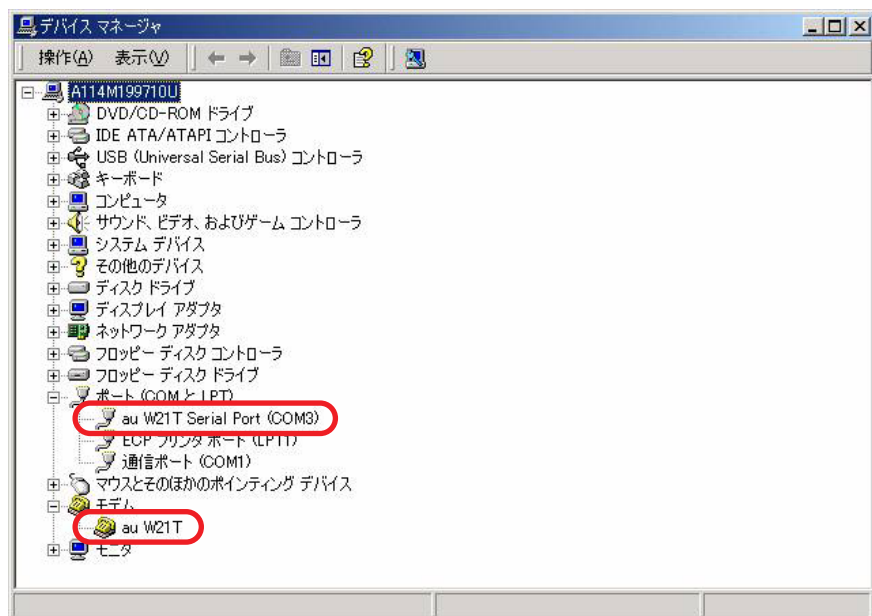 デバイス マネージャ
操作(A) 表示(V)
A114M199710U
DVD/CD-ROM ドライブ
IDE ATA/ATAPI コントローラ
USB (Universal Serial Bus) コントローラ
キーボード
コンピュータ
サウンド、ビデオ、およびゲーム コントローラ
システム デバイス
その他のデバイス
ディスク ドライブ
ディスプレイ アダプタ
ネットワーク アダプタ
フロッピー ディスク コントローラ
フロッピー ディスク ドライブ
ポート (COM と LPT)
au W21T Serial Port (COM3)
ECP プリンタ ポート (LPT1)
通信ポート (COM1)
マウスとそのほかのポインティング デバイス
モデム
au W21T
モニタ